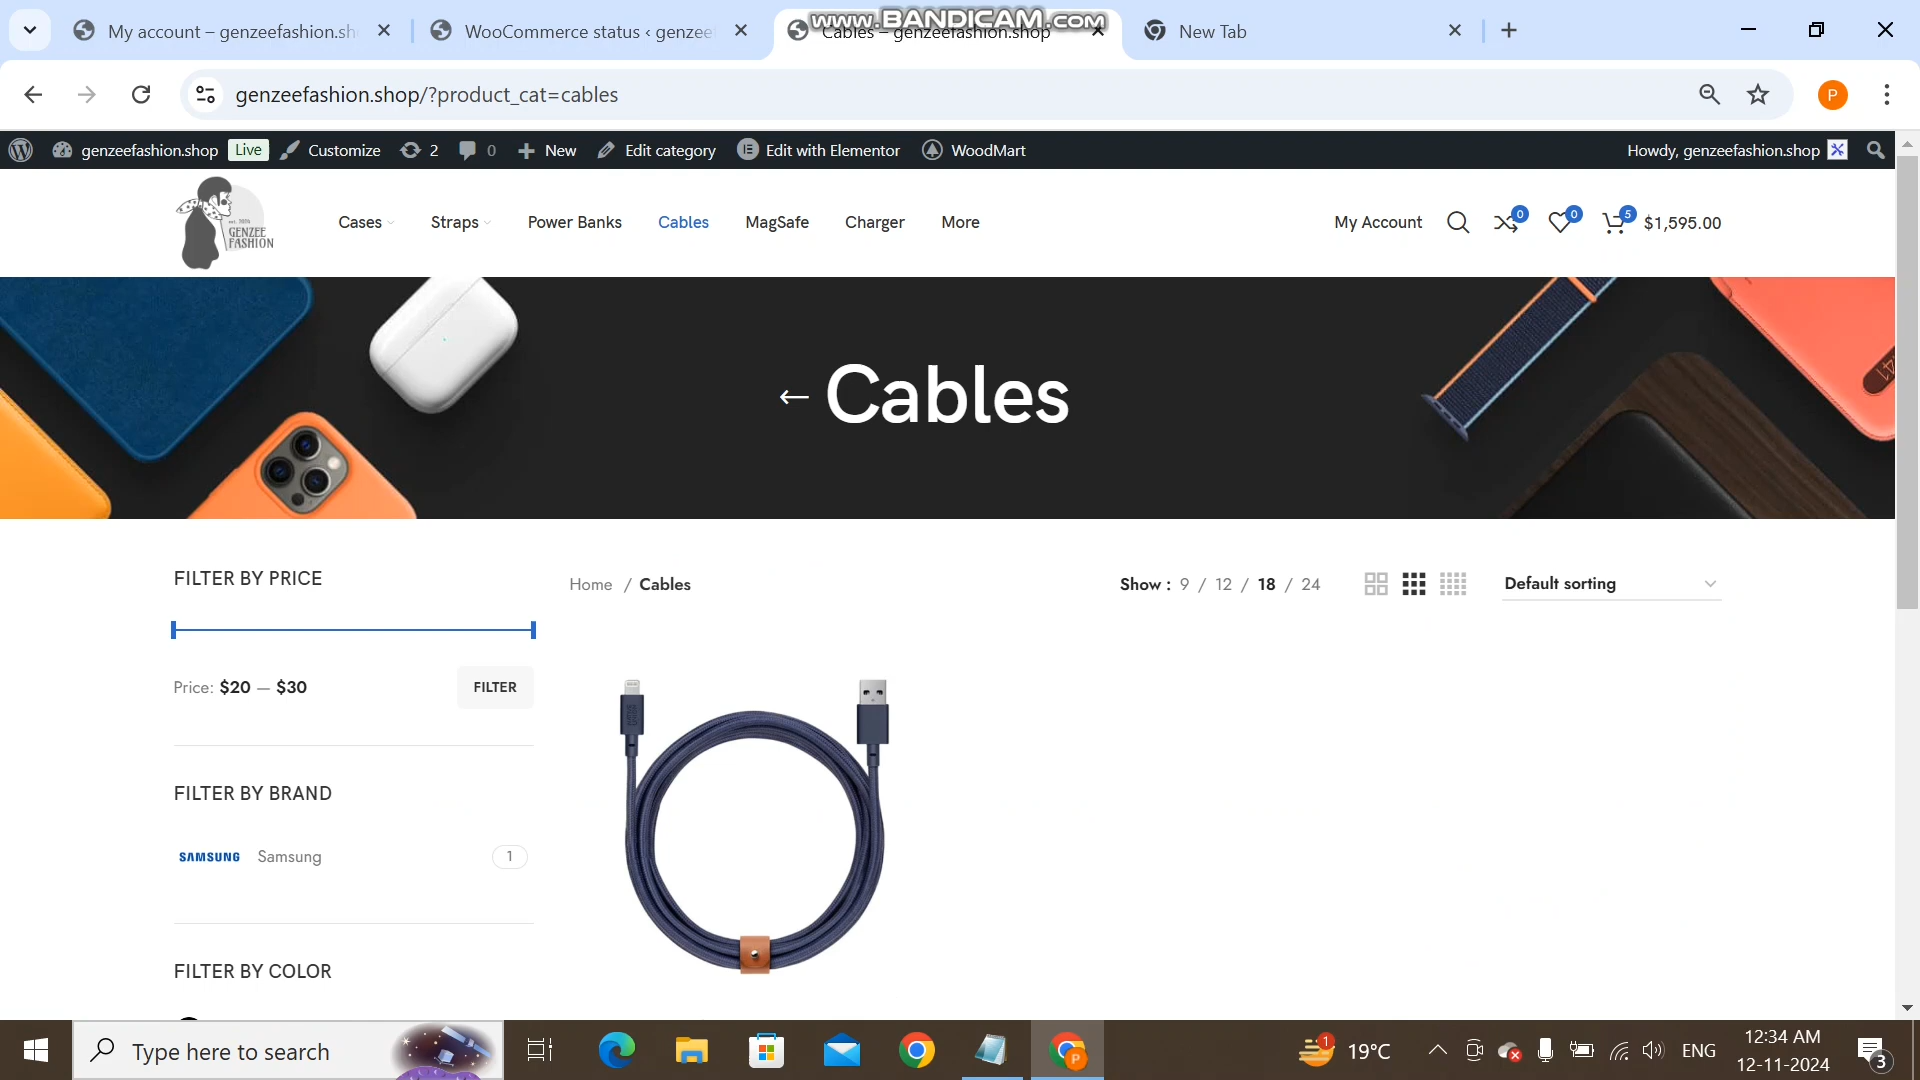 www.BANDICAM.com
My account – genzeefashion.sh
WooCommerce status ‹ genzee
Cables – genzeefashion.shop
New Tab
genzeefashion.shop/?product_cat=cables
genzeefashion.shop Live Customize 2 0 New Edit category Edit with Elementor WoodMart Howdy, genzeefashion.shop
GENZEE
FASHION
Cases Straps Power Banks Cables MagSafe Charger More My Account 0 0 5 $1,595.00
← Cables
FILTER BY PRICE
Home / Cables Show : 9 / 12 / 18 / 24 Default sorting
Price: $20 — $30 FILTER
FILTER BY BRAND
SAMSUNG Samsung 1
FILTER BY COLOR
Type here to search
1 19°C ENG
12:34 AM
12-11-2024
3
P